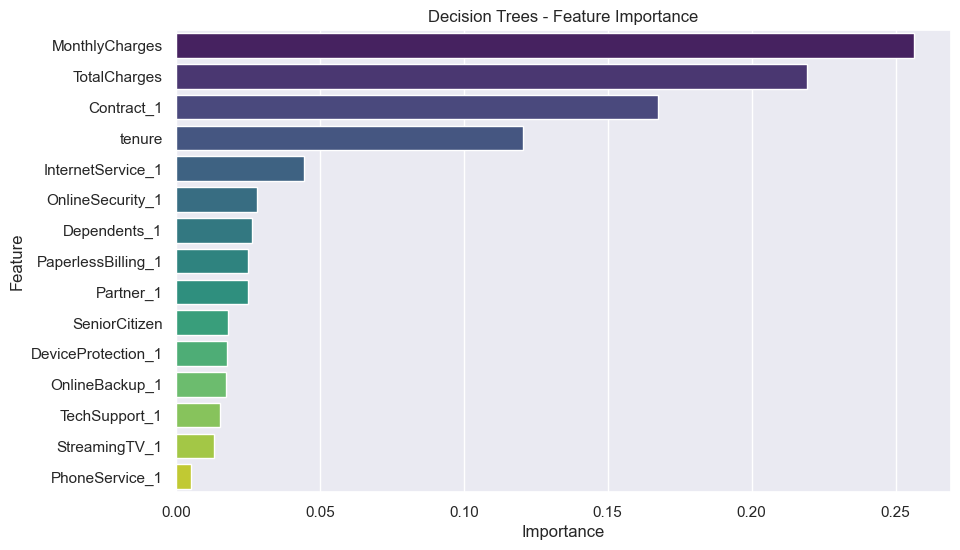 Decision Trees - Feature Importance
MonthlyCharges
TotalCharges
Contract_1
tenure
InternetService_1
OnlineSecurity_1
Dependents_1
PaperlessBilling_1
Partner_1
SeniorCitizen
DeviceProtection_1
OnlineBackup_1
TechSupport_1
StreamingTV_1
PhoneService_1
Feature
0.00 0.05 0.10 0.15 0.20 0.25
Importance